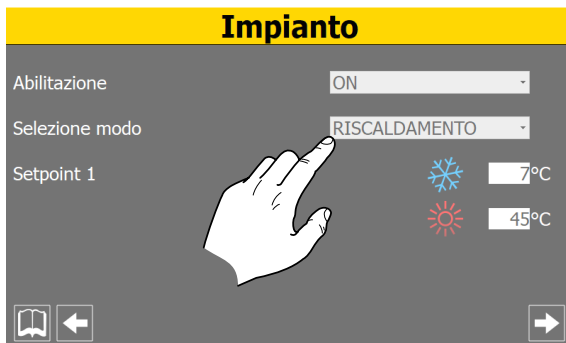 Impianto
Abilitazione ON
Selezione modo RISCALDAMENTO
Setpoint 1 7°C
45°C